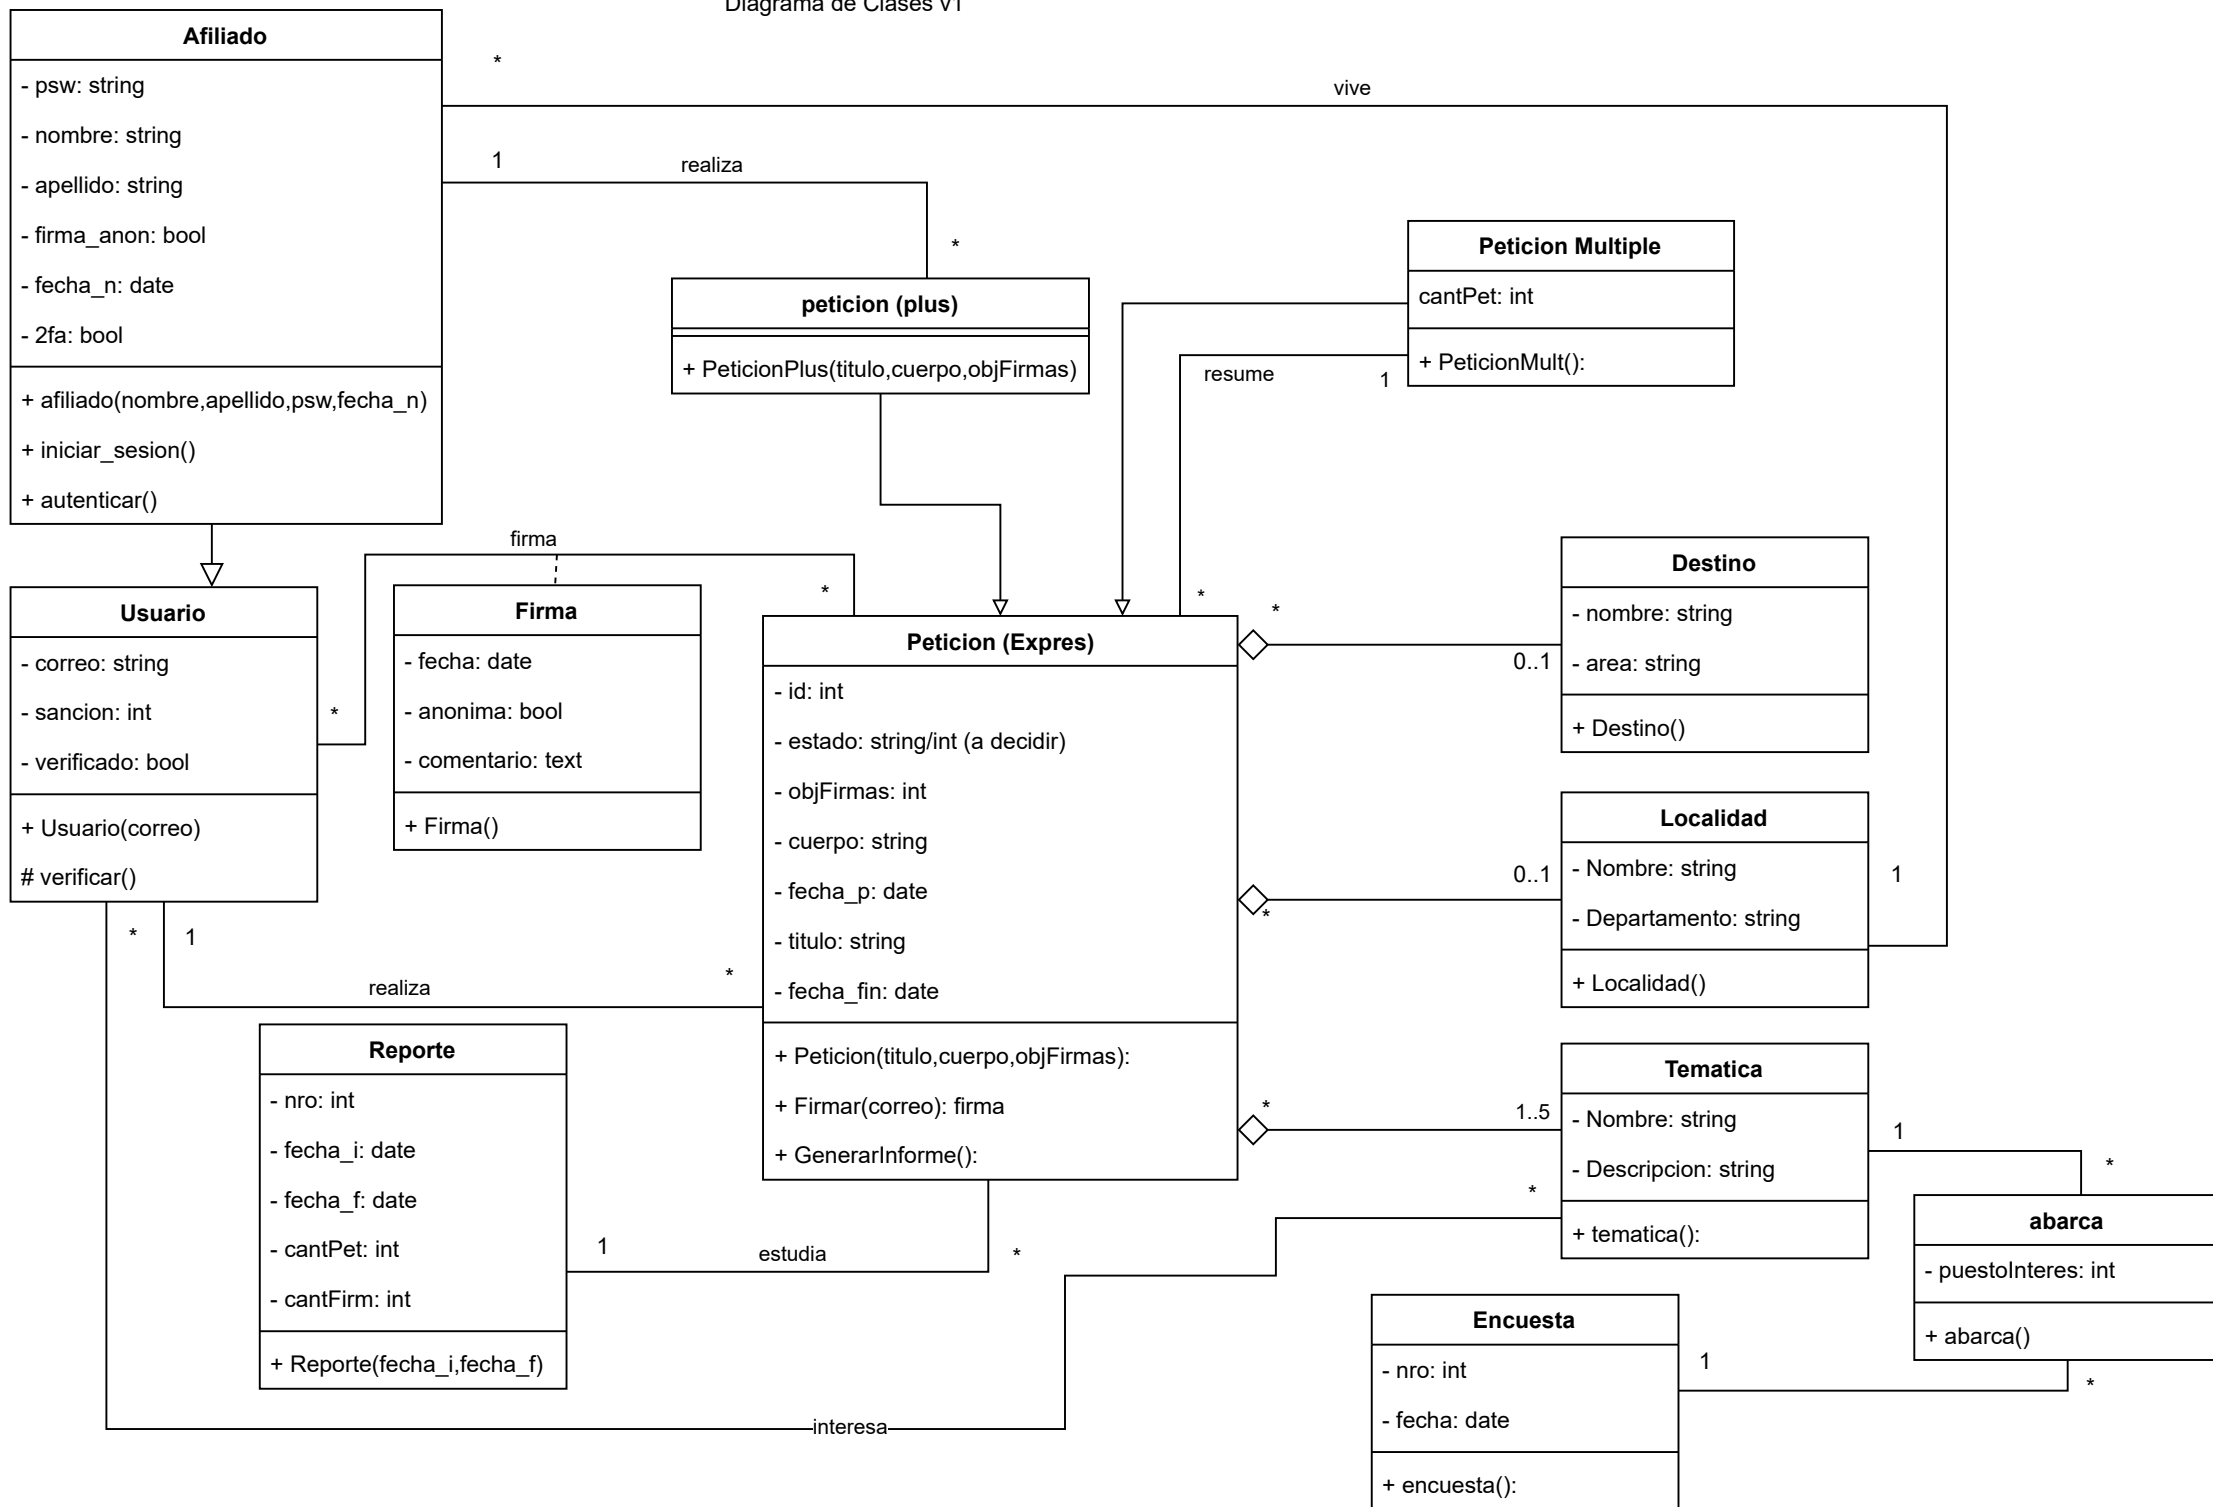 Diagrama de Clases v1
Afiliado
- psw: string
- nombre: string
- apellido: string
- firma_anon: bool
- fecha_n: date
- 2fa: bool
+ afiliado(nombre,apellido,psw,fecha_n)
+ iniciar_sesion()
+ autenticar()
*
vive
1
realiza
*
peticion (plus)
+ PeticionPlus(titulo,cuerpo,objFirmas)
Peticion Multiple
cantPet: int
+ PeticionMult():
resume
1
*
firma
*
*
Usuario
- correo: string
- sancion: int
- verificado: bool
+ Usuario(correo)
# verificar()
Firma
- fecha: date
- anonima: bool
- comentario: text
+ Firma()
Peticion (Expres)
- id: int
- estado: string/int (a decidir)
- objFirmas: int
- cuerpo: string
- fecha_p: date
- titulo: string
- fecha_fin: date
+ Peticion(titulo,cuerpo,objFirmas):
+ Firmar(correo): firma
+ GenerarInforme():
*
0..1
Destino
- nombre: string
- area: string
+ Destino()
*
0..1
Localidad
- Nombre: string
- Departamento: string
+ Localidad()
1
*
1
realiza
*
Reporte
- nro: int
- fecha_i: date
- fecha_f: date
- cantPet: int
- cantFirm: int
+ Reporte(fecha_i,fecha_f)
1
estudia
*
*
1..5
Tematica
- Nombre: string
- Descripcion: string
+ tematica():
*
1
*
abarca
- puestoInteres: int
+ abarca()
*
1
Encuesta
- nro: int
- fecha: date
+ encuesta():
interesa